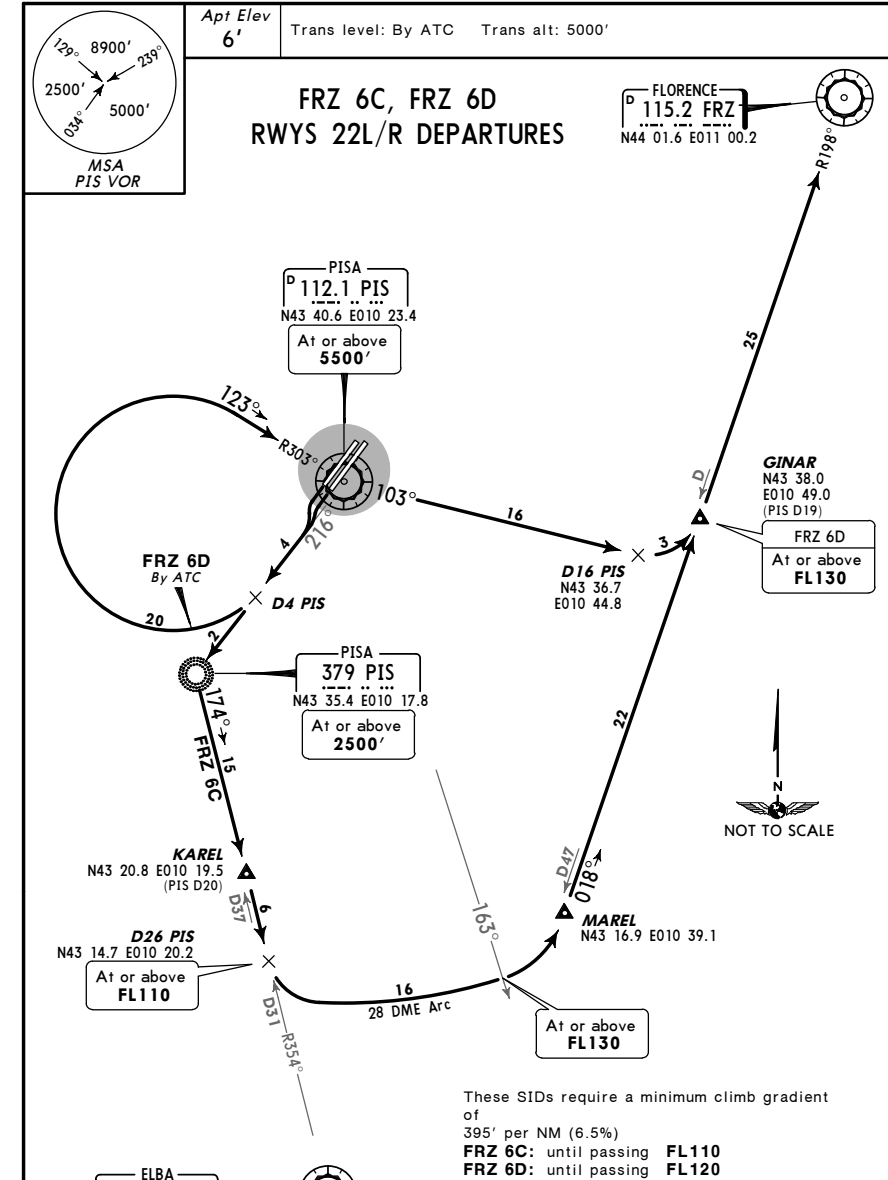 129° 8900' 239°
2500'
5000'
034°
MSA
PIS VOR
Apt Elev
6'
Trans level: By ATC Trans alt: 5000'
FRZ 6C, FRZ 6D
RWYS 22L/R DEPARTURES
FLORENCE
D 115.2 FRZ
N44 01.6 E011 00.2
R198°
25
PISA
D 112.1 PIS
N43 40.6 E010 23.4
At or above
5500'
123°
R303°
103°
16
216°
4
D
GINAR
N43 38.0
E010 49.0
(PIS D19)
FRZ 6D
At or above
FL130
3
D16 PIS
N43 36.7
E010 44.8
FRZ 6D
By ATC
20
D4 PIS
2
PISA
379 PIS
N43 35.4 E010 17.8
At or above
2500'
174°
15
FRZ 6C
22
N
NOT TO SCALE
KAREL
N43 20.8 E010 19.5
(PIS D20)
D37
6
D47
018°
163°
MAREL
N43 16.9 E010 39.1
D26 PIS
N43 14.7 E010 20.2
At or above
FL110
16
28 DME Arc
D31 R354°
At or above
FL130
These SIDs require a minimum climb gradient
of
395' per NM (6.5%)
FRZ 6C: until passing FL110
FRZ 6D: until passing FL120
ELBA